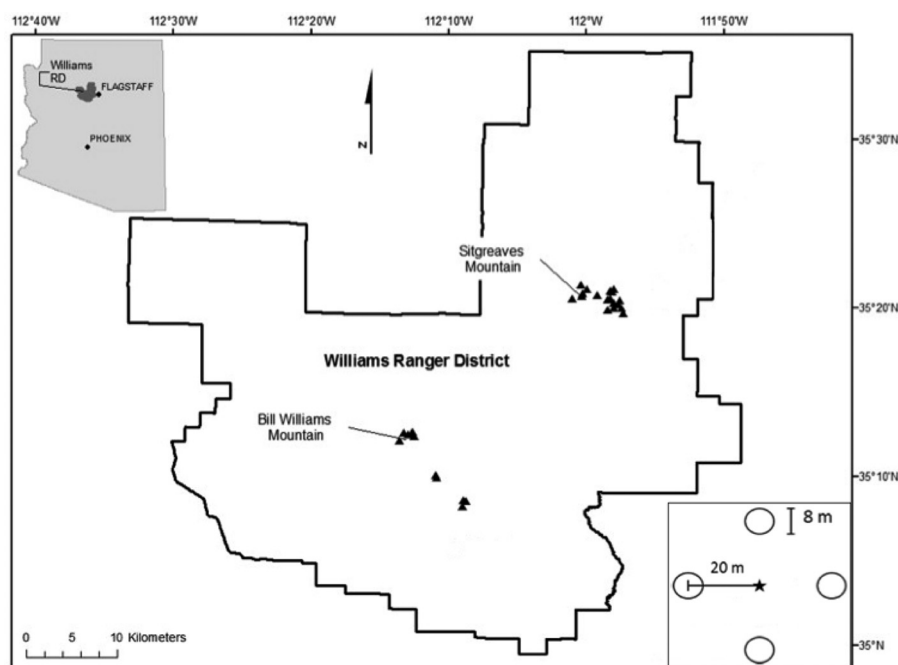 112°40'W 112°30'W 112°20'W 112°10'W 112°0'W 111°50'W
Williams
RD
FLAGSTAFF
PHOENIX
N
35°30'N
Sitgreaves
Mountain
35°20'N
Williams Ranger District
Bill Williams
Mountain
35°10'N
8 m
20 m
35°N
0 5 10 Kilometers